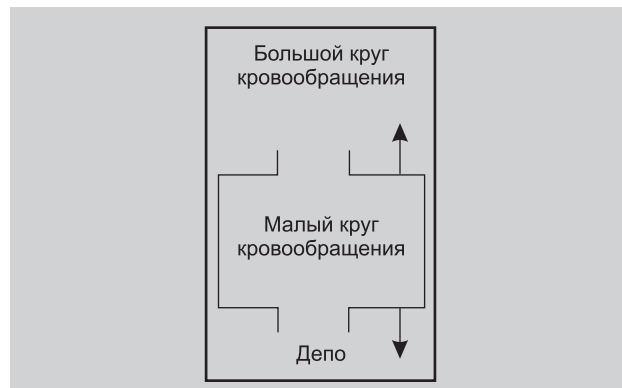 Большой круг
кровообращения
Малый круг
кровообращения
Депо